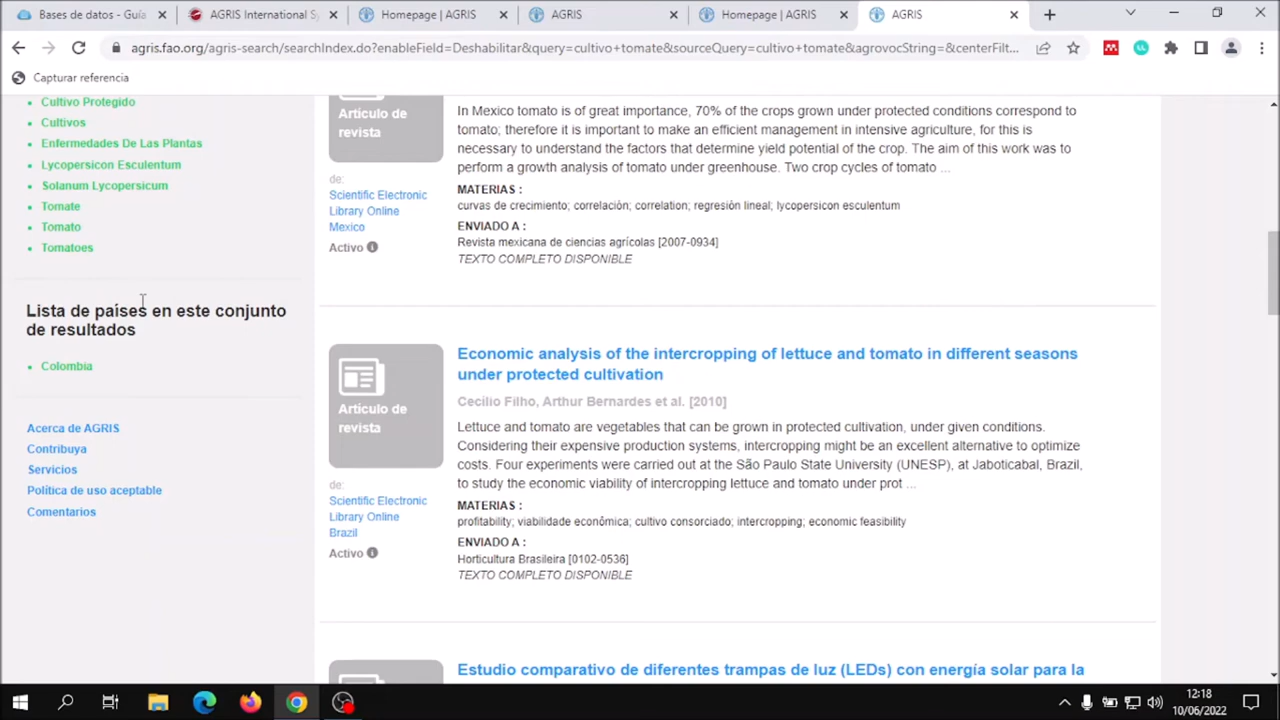 Bases de datos - Guía
AGRIS International Sy
Homepage | AGRIS
AGRIS
Homepage | AGRIS
AGRIS
agris.fao.org/agris-search/searchIndex.do?enableField=Deshabilitar&query=cultivo+tomate&sourceQuery=cultivo+tomate&agrovocString=&centerFilt...
Capturar referencia
Cultivo Protegido
Cultivos
Enfermedades De Las Plantas
Lycopersicon Esculentum
Solanum Lycopersicum
Tomate
Tomato
Tomatoes
Lista de países en este conjunto
de resultados
Colombia
Acerca de AGRIS
Contribuya
Servicios
Política de uso aceptable
Comentarios
Artículo de
revista
de:
Scientific Electronic
Library Online
Mexico
Activo
In Mexico tomato is of great importance, 70% of the crops grown under protected conditions correspond to
tomato; therefore it is important to make an efficient management in intensive agriculture, for this is
necessary to understand the factors that determine yield potential of the crop. The aim of this work was to
perform a growth analysis of tomato under greenhouse. Two crop cycles of tomato ...
MATERIAS :
curvas de crecimiento; correlación; correlation; regresión lineal; lycopersicon esculentum
ENVIADO A :
Revista mexicana de ciencias agrícolas [2007-0934]
TEXTO COMPLETO DISPONIBLE
Artículo de
revista
de:
Scientific Electronic
Library Online
Brazil
Activo
Economic analysis of the intercropping of lettuce and tomato in different seasons
under protected cultivation
Cecílio Filho, Arthur Bernardes et al. [2010]
Lettuce and tomato are vegetables that can be grown in protected cultivation, under given conditions.
Considering their expensive production systems, intercropping might be an excellent alternative to optimize
costs. Four experiments were carried out at the São Paulo State University (UNESP), at Jaboticabal, Brazil,
to study the economic viability of intercropping lettuce and tomato under prot ...
MATERIAS :
profitability; viabilidade econômica; cultivo consorciado; intercropping; economic feasibility
ENVIADO A :
Horticultura Brasileira [0102-0536]
TEXTO COMPLETO DISPONIBLE
Estudio comparativo de diferentes trampas de luz (LEDs) con energía solar para la
12:18
10/06/2022